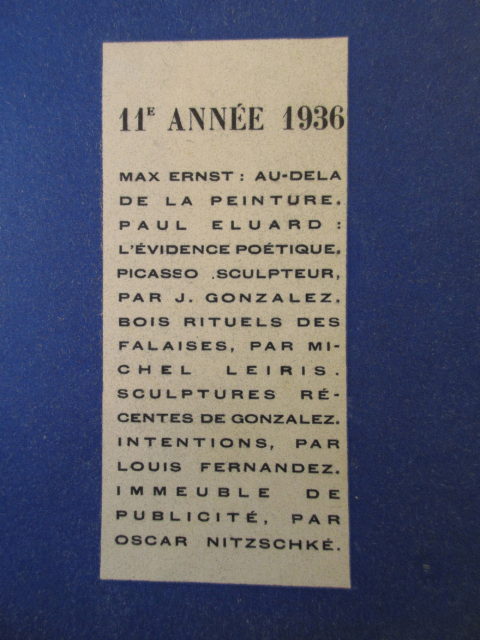 11E ANNÉE 1936
MAX ERNST : AU-DELA
DE LA PEINTURE.
PAUL ELUARD :
L'ÉVIDENCE POÉTIQUE,
PICASSO .SCULPTEUR,
PAR J. GONZALEZ.
BOIS RITUELS DES
FALAISES, PAR MI-
CHEL LEIRIS.
SCULPTURES RÉ-
CENTES DE GONZALEZ.
INTENTIONS, PAR
LOUIS FERNANDEZ.
IMMEUBLE DE
PUBLICITÉ, PAR
OSCAR NITZSCHKÉ.